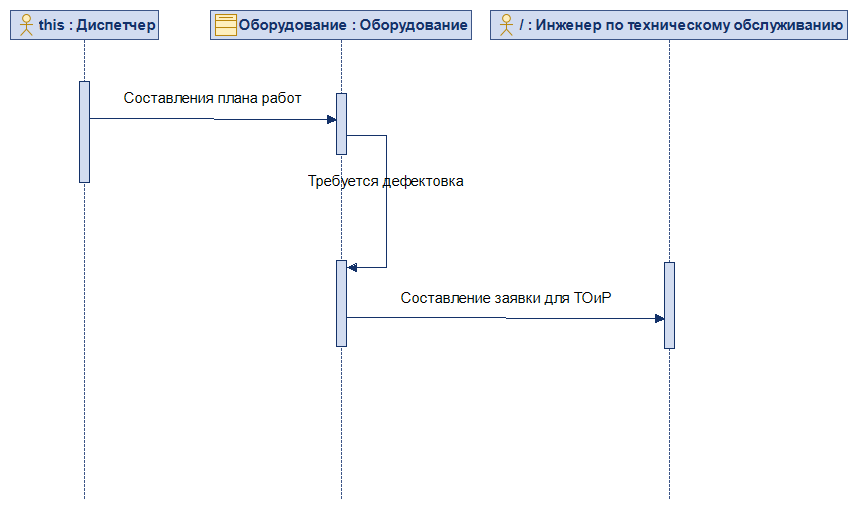 this : Диспетчер
Оборудование : Оборудование
/ : Инженер по техническому обслуживанию
Составления плана работ
Требуется дефектовка
Составление заявки для ТОиР